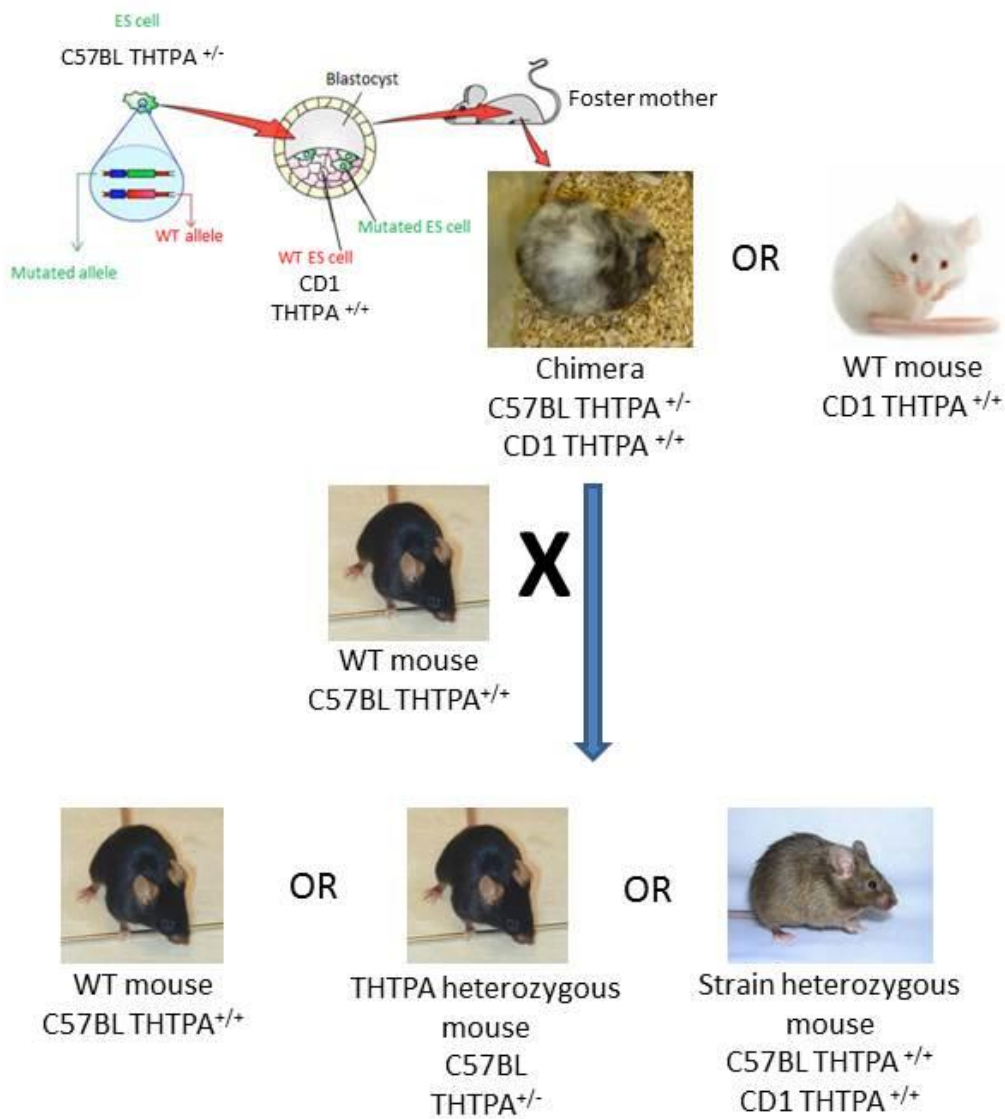 ES cell
C57BL THTPA +/-
Blastocyst
Foster mother
Mutated allele
WT allele
Mutated ES cell
WT ES cell
CD1
THTPA +/+
OR
Chimera
C57BL THTPA +/-
CD1 THTPA +/+
WT mouse
CD1 THTPA +/+
X
WT mouse
C57BL THTPA+/+
OR
OR
WT mouse
C57BL THTPA+/+
THTPA heterozygous
mouse
C57BL
THTPA+/-
Strain heterozygous
mouse
C57BL THTPA +/+
CD1 THTPA +/+